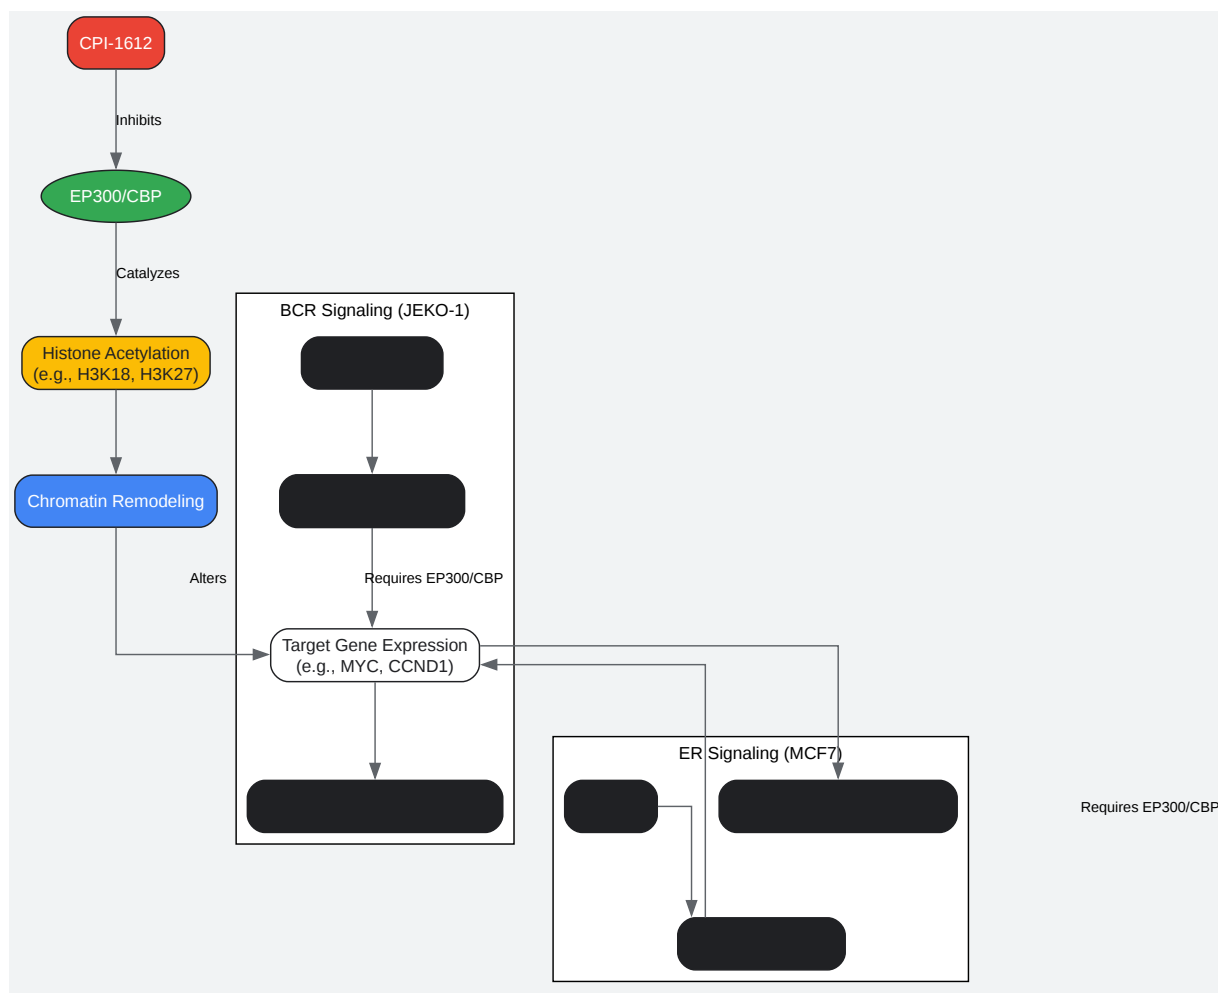 CPI-1612
Inhibits
EP300/CBP
Catalyzes
BCR Signaling (JEKO-1)
Histone Acetylation
(e.g., H3K18, H3K27)
Chromatin Remodeling
Alters
Requires EP300/CBP
Target Gene Expression
(e.g., MYC, CCND1)
ER Signaling (MCF7)
Requires EP300/CBP